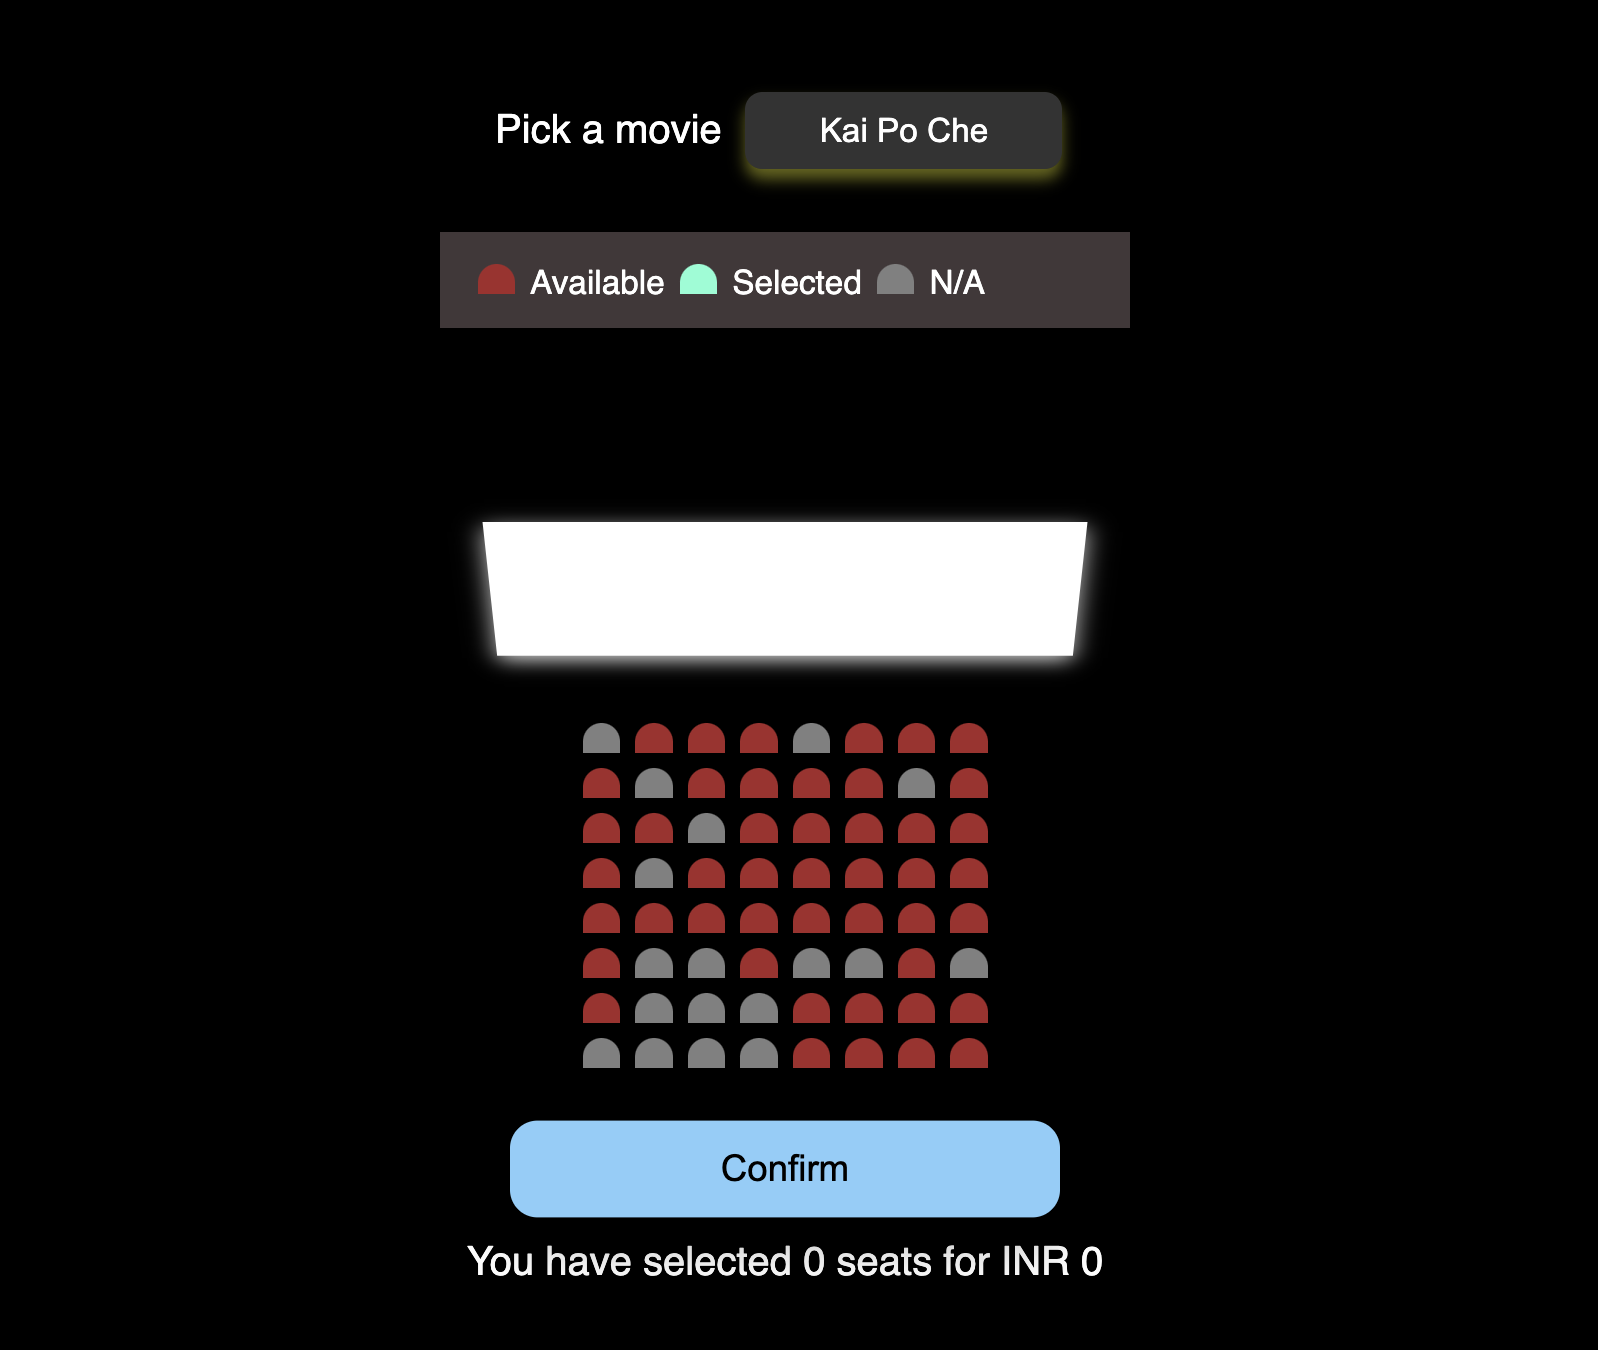 Pick a movie Kai Po Che
Available Selected N/A
Confirm
You have selected 0 seats for INR 0